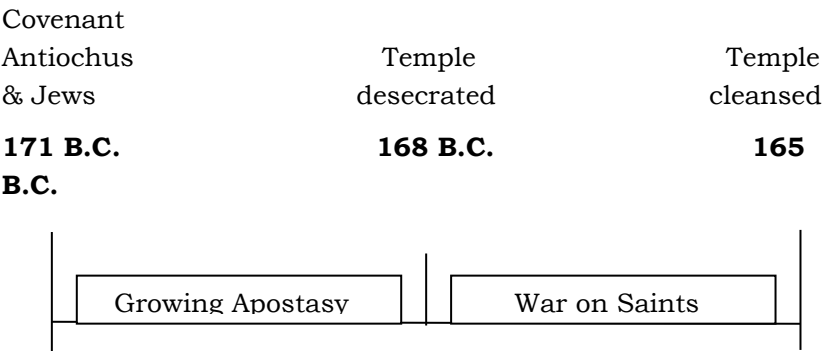 Covenant
Antiochus Temple Temple
& Jews desecrated cleansed
171 B.C. 168 B.C. 165
B.C.
Growing Apostasy War on Saints